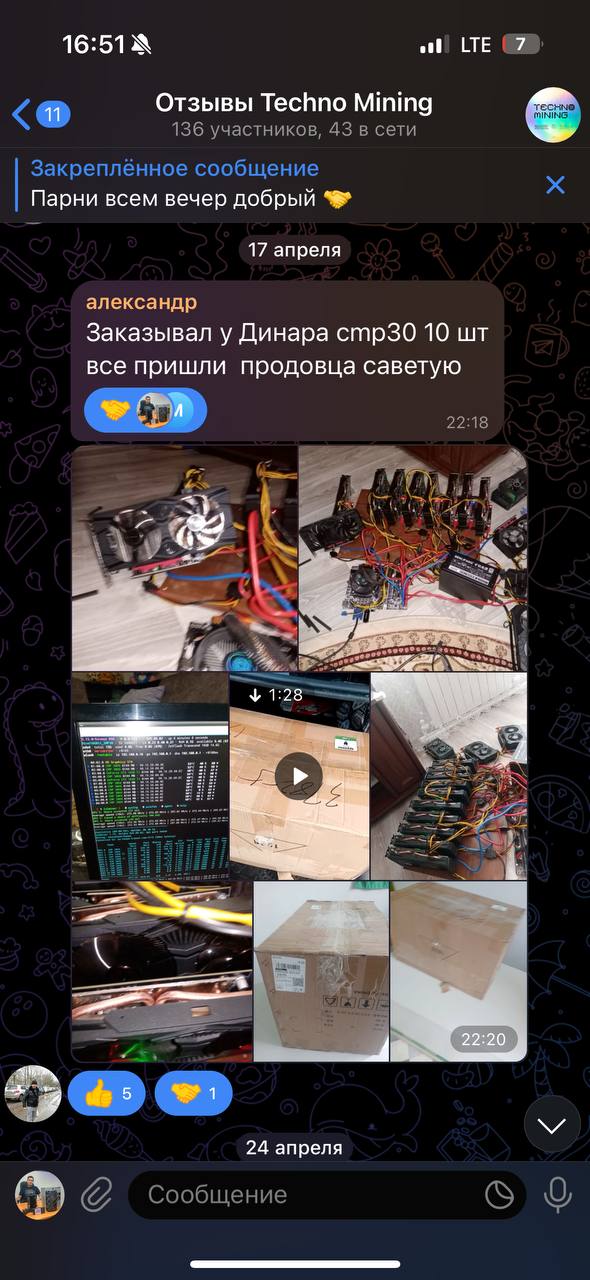 16:51
LTE
7
11
Отзывы Techno Mining
136 участников, 43 в сети
TECHNO
MINING
Закреплённое сообщение
Парни всем вечер добрый 🤝
17 апреля
александр
Заказывал у Динара cmp30 10 шт
все пришли продовца саветую
22:18
1:28
22:20
👍 5
🤝 1
24 апреля
Сообщение